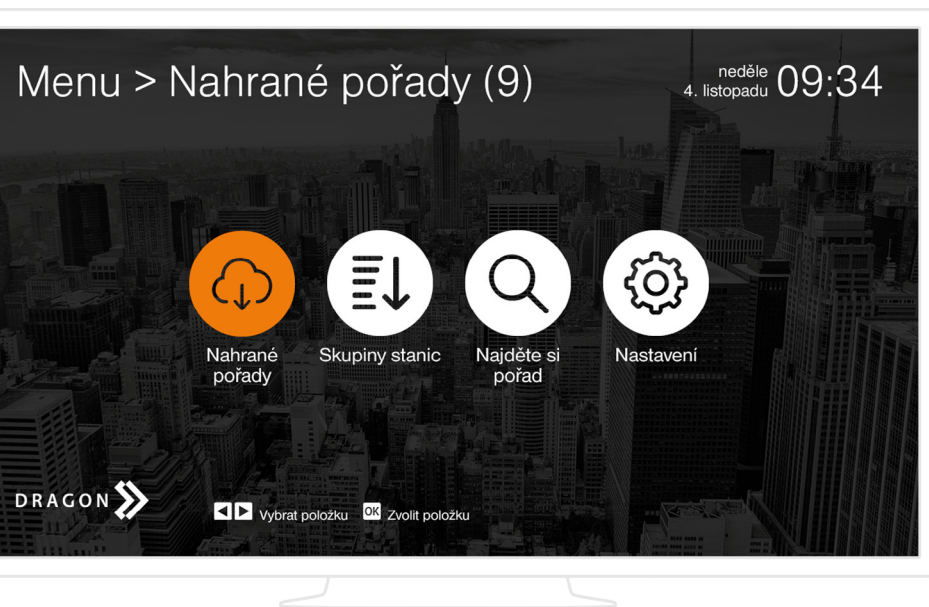 Menu > Nahrané pořady (9)
neděle
4. listopadu 09:34
Nahrané
pořady
Skupiny stanic
Najděte si
pořad
Nastavení
DRAGON
Vybrat položku OK Zvolit položku